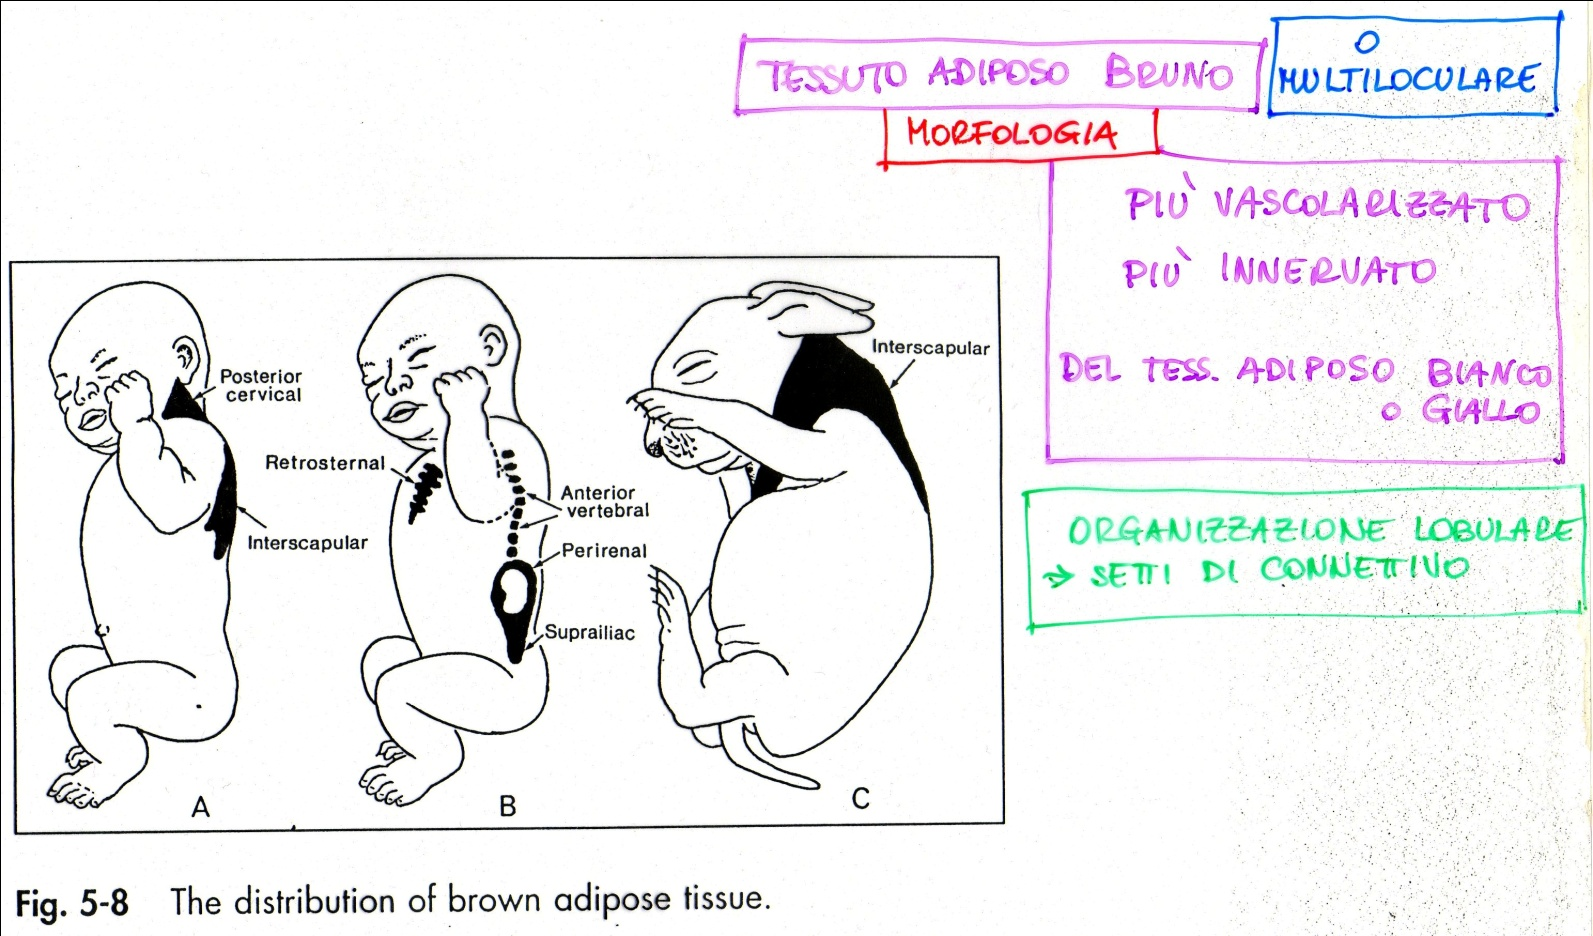 TESSUTO ADIPOSO BRUNO
O
MULTILOCULARE
MORFOLOGIA
PIÙ VASCOLARIZZATO
PIÙ INNERVATO
DEL TESS. ADIPOSO BIANCO
o GIALLO
ORGANIZZAZIONE LOBULARE
→ SETTI DI CONNETTIVO
Posterior
cervical
Interscapular
A
Retrosternal
Anterior
vertebral
Perirenal
Suprailiac
B
Interscapular
C
Fig. 5-8 The distribution of brown adipose tissue.